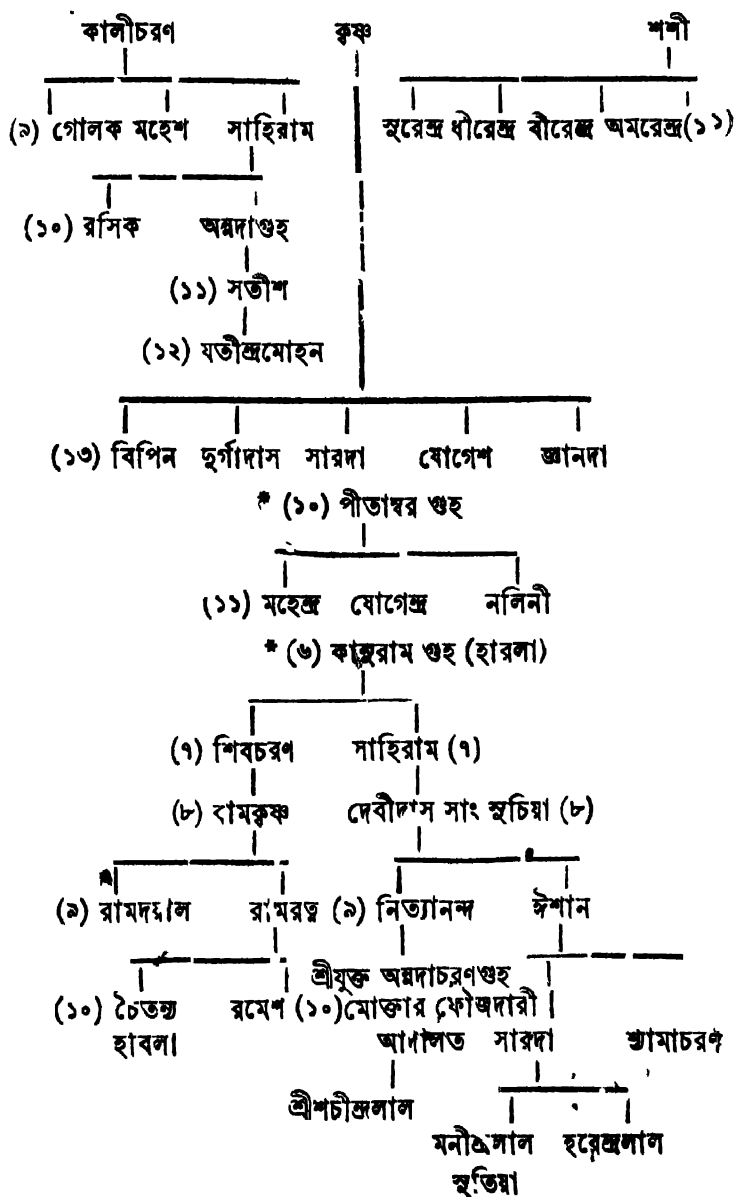 কালীচরণ কৃষ্ণ শশী
(৯) গোলক মহেশ সাহিরাম সুরেন্দ্র ধীরেন্দ্র বীরেন্দ্র অমরেন্দ্র (১১)
(১০) রসিক অন্নদাগুহ
(১১) সতীশ
(১২) যতীন্দ্রমোহন
(১৩) বিপিন দুর্গাদাস সারদা যোগেশ জ্ঞানদা
* (১০) পীতাম্বর গুহ
(১১) মহেন্দ্র যোগেন্দ্র নলিনী
* (৬) কানুরাম গুহ (হারলা)
(৭) শিবচরণ সাহিরাম (৭)
(৮) রামকৃষ্ণ দেবীদাস সাং সুচিয়া (৮)
(৯) রামদয়াল রামরত্ন (৯) নিত্যানন্দ ঈশান
শ্রীযুক্ত অন্নদাচরণগুহ
(১০) চৈতন্য রমেশ (১০) মোক্তার ফৌজদারী
হাবলা আদালত সারদা শ্যামাচরণ
শ্রীশচীন্দ্রলাল
মনীন্দ্রলাল হরেন্দ্রলাল